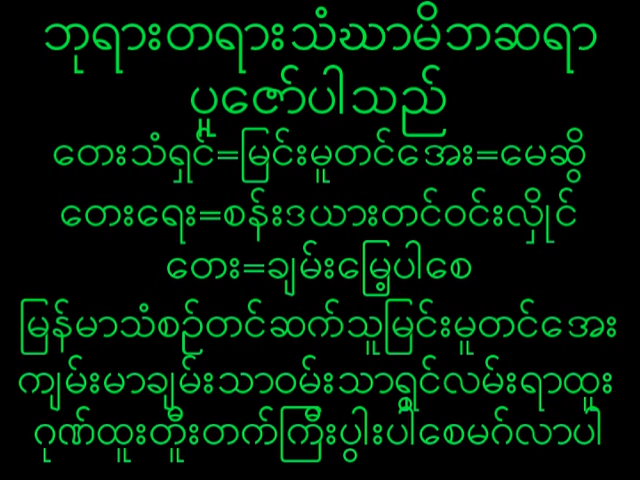 ဘုရားတရားသံဃာမိဘဆရာ
ပူဇော်ပါသည်
တေးသံရှင်=မြင်းမူတင်အေး=မေဆွိ
တေးရေး=စန်းဒယားတင်ဝင်းလှိုင်
တေး=ချမ်းမြေ့ပါစေ
မြန်မာသံစဉ်တင်ဆက်သူမြင်းမူတင်အေး
ကျမ်းမာချမ်းသာဝမ်းသာရွှင်လမ်းရာထူး
ဂုဏ်ထူးတိူးတက်ကြီးပွါးပါစေမင်္ဂလာပါ